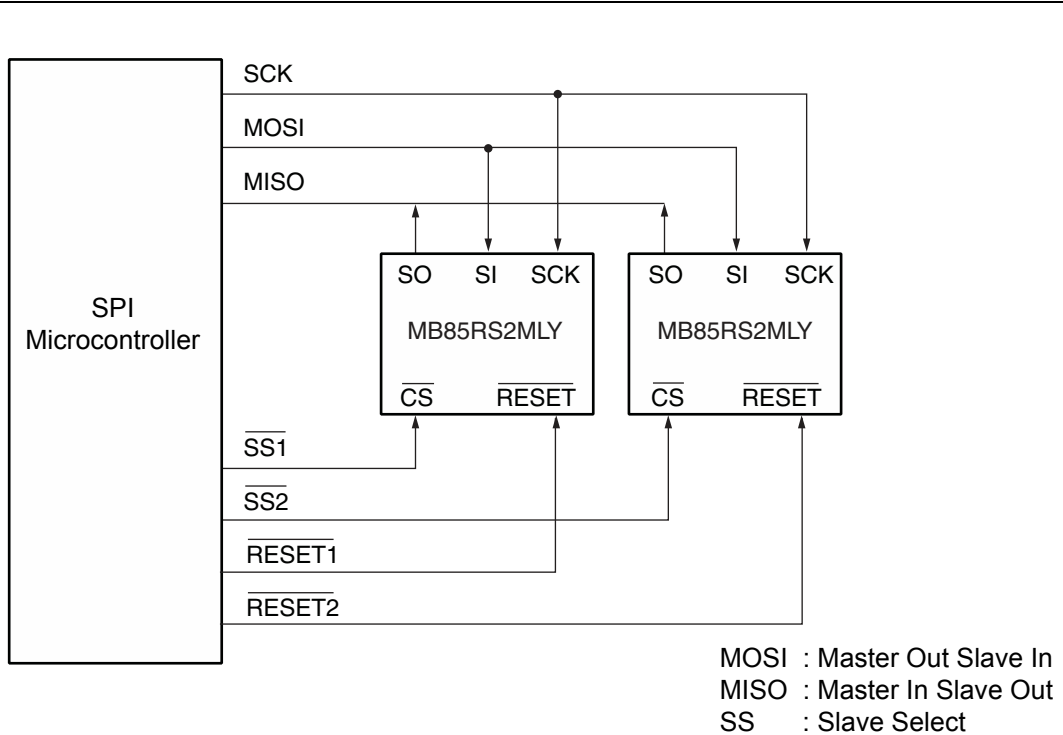 SCK
MOSI
MISO
SPI
Microcontroller
SO SI SCK
MB85RS2MLY
CS RESET
SO SI SCK
MB85RS2MLY
CS RESET
SS1
SS2
RESET1
RESET2
MOSI : Master Out Slave In
MISO : Master In Slave Out
SS : Slave Select